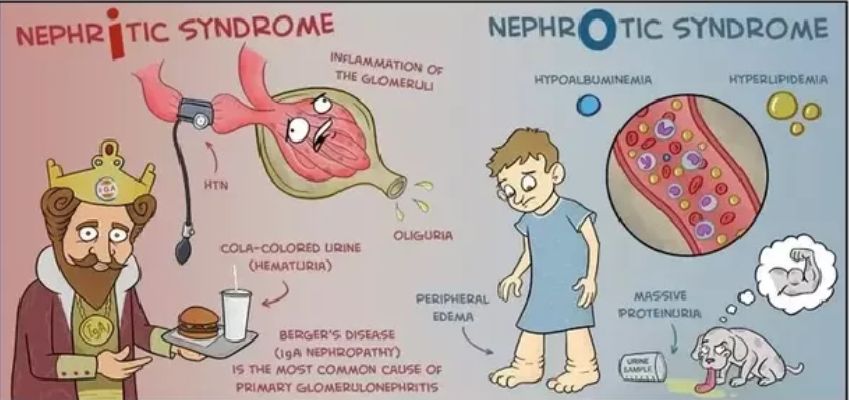 NEPHRiTIC SYNDROME
INFLAMMATION OF
THE GLOMERULI
HTN
OLIGURIA
COLA-COLORED URINE
(HEMATURIA)
IGA
IgA
BERGER'S DISEASE
(IgA NEPHROPATHY)
IS THE MOST COMMON CAUSE OF
PRIMARY GLOMERULONEPHRITIS
NEPHROTIC SYNDROME
HYPOALBUMINEMIA
HYPERLIPIDEMIA
PERIPHERAL
EDEMA
MASSIVE
PROTEINURIA
URINE
SAMPLE